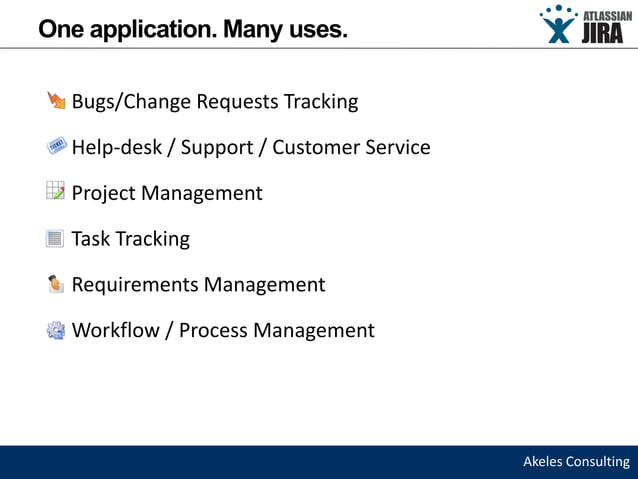 One application. Many uses.
ATLASSIAN
JIRA
Bugs/Change Requests Tracking
Help-desk / Support / Customer Service
Project Management
Task Tracking
Requirements Management
Workflow / Process Management
Akeles Consulting